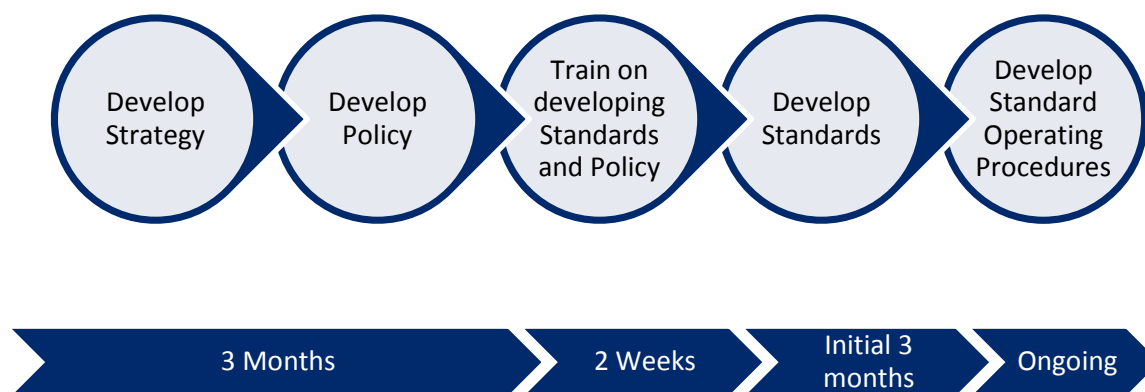 Develop
Strategy
Develop
Policy
Train on
developing
Standards
and Policy
Develop
Standards
Develop
Standard
Operating
Procedures
3 Months
2 Weeks
Initial 3
months
Ongoing